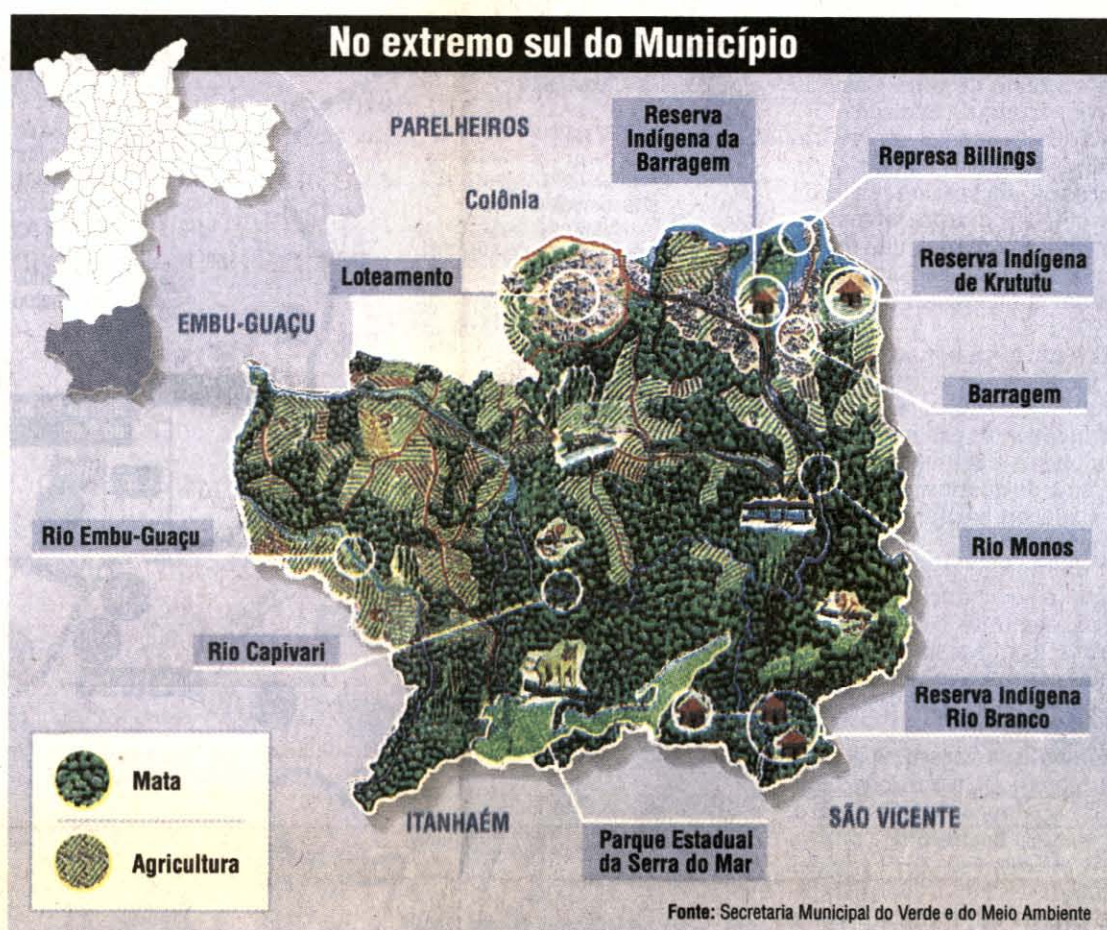 No extremo sul do Município
PARELHEIROS
Reserva
Indígena da
Barragem
Represa Billings
Colônia
Loteamento
Reserva Indígena
de Krututu
EMBU-GUAÇU
Barragem
Rio Embu-Guaçu
Rio Monos
Rio Capivari
Reserva Indígena
Rio Branco
Mata
Agricultura
ITANHAÉM
SÃO VICENTE
Parque Estadual
da Serra do Mar
Fonte: Secretaria Municipal do Verde e do Meio Ambiente